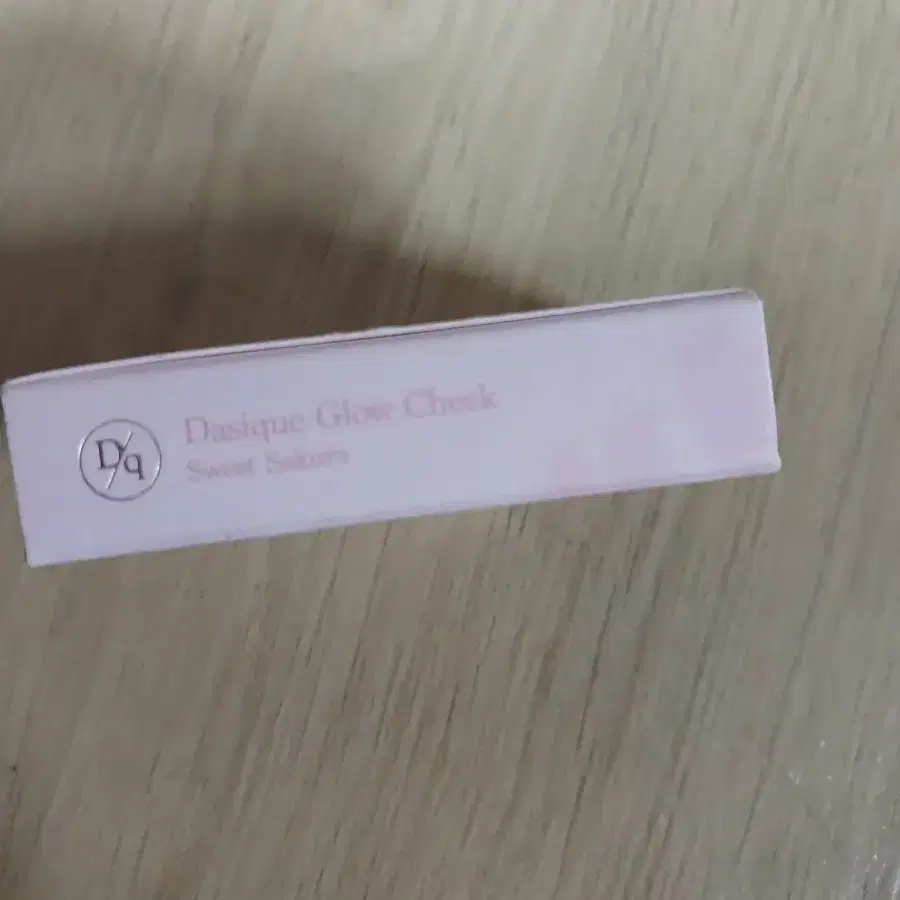 D/q
Dasique Glow Cheek
Sweet Sakura